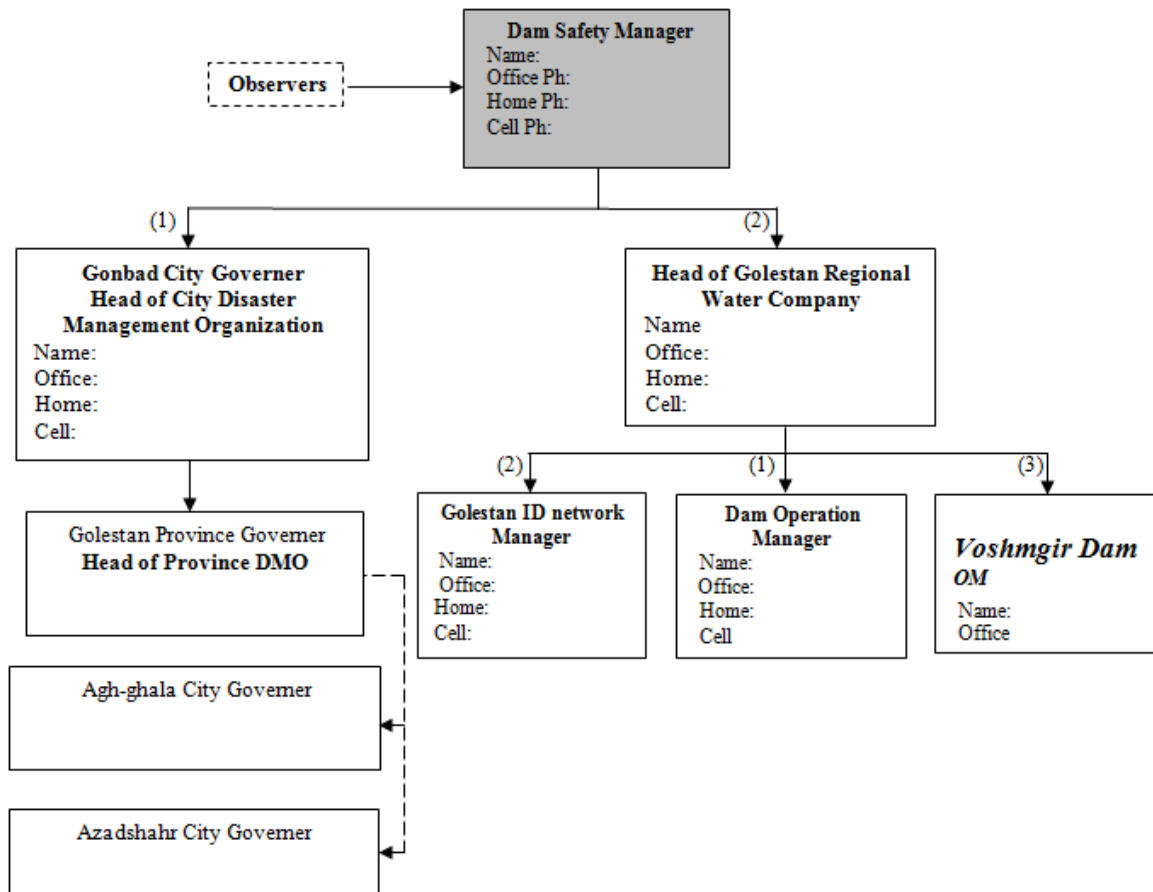 Dam Safety Manager
Name:
Office Ph:
Home Ph:
Cell Ph:
Observers
(1)
(2)
Gonbad City Governer
Head of City Disaster
Management Organization
Name:
Office:
Home:
Cell:
Head of Golestan Regional
Water Company
Name
Office:
Home:
Cell:
Golestan Province Governer
Head of Province DMO
Agh-ghala City Governer
Azadshahr City Governer
(2)
(1)
(3)
Golestan ID network
Manager
Name:
Office:
Home:
Cell:
Dam Operation
Manager
Name:
Office:
Home:
Cell
Voshmgir Dam
OM
Name:
Office